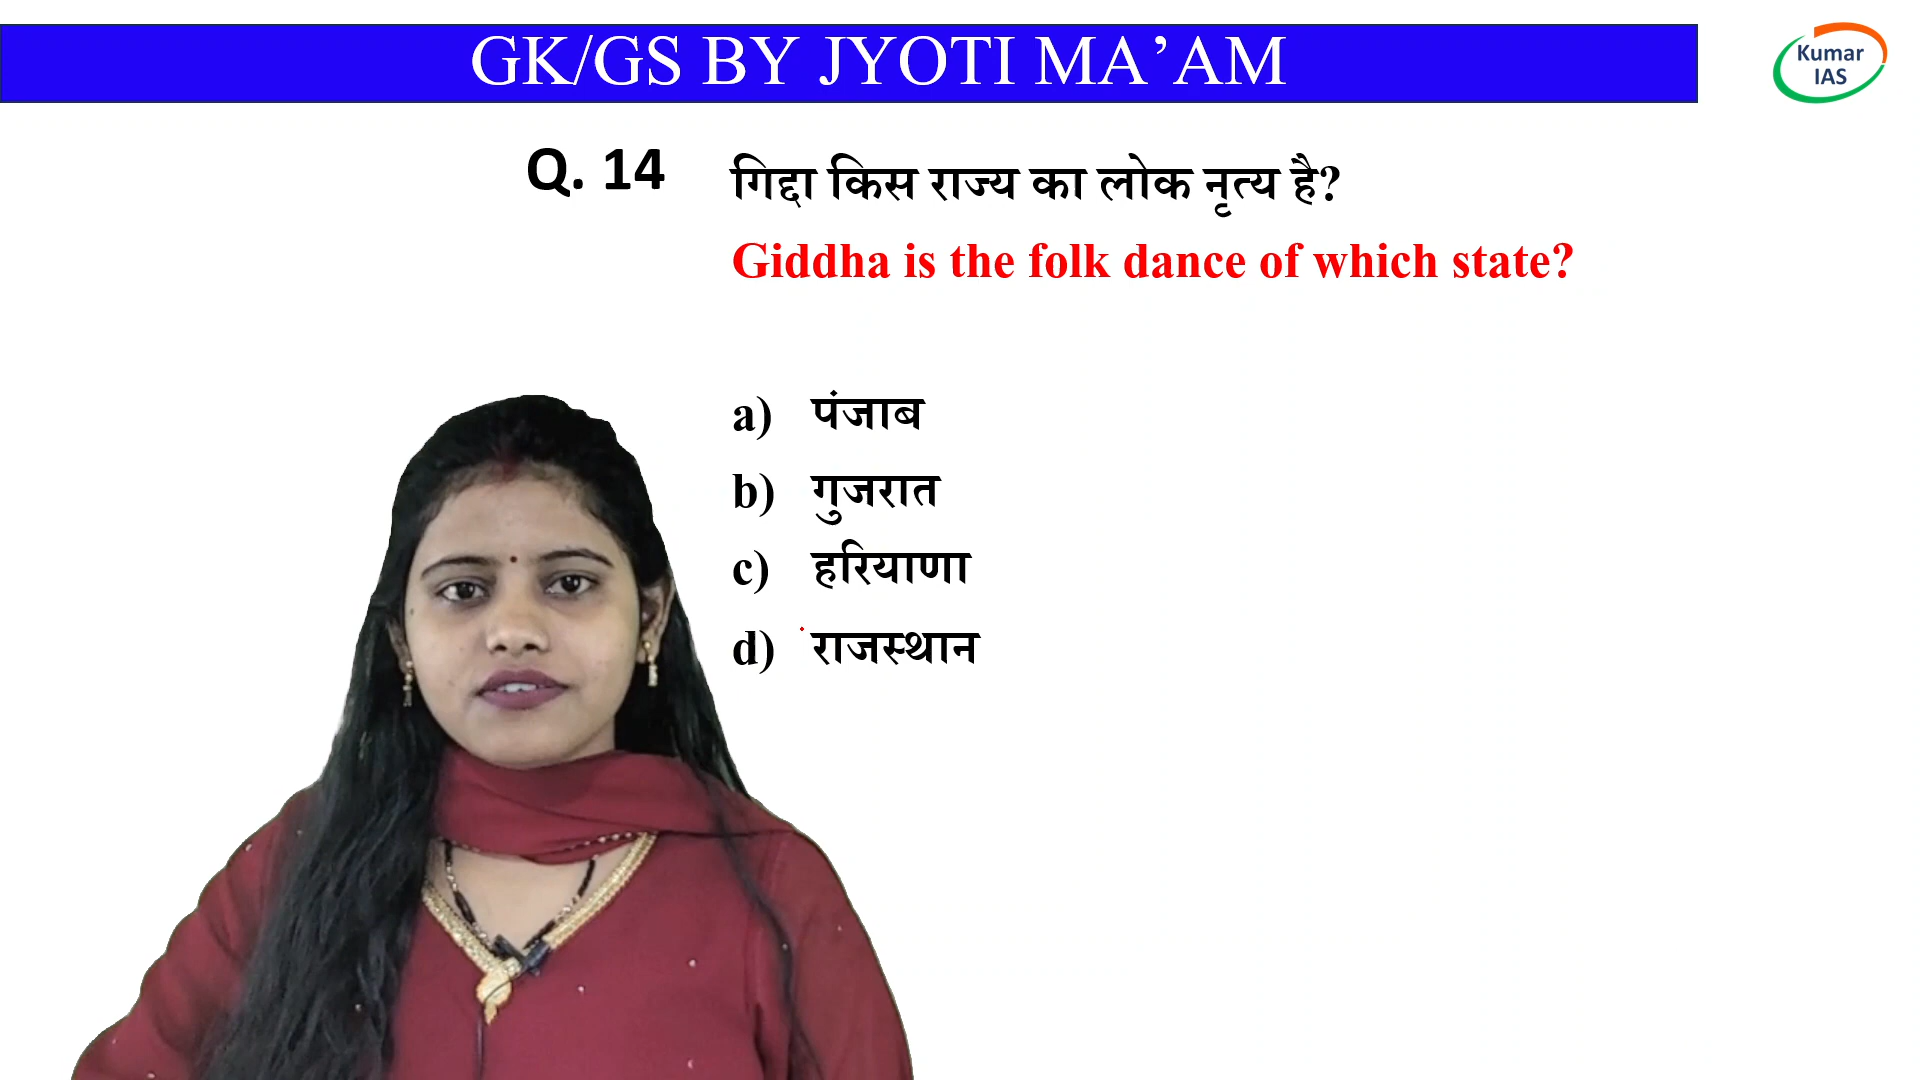 GK/GS BY JYOTI MA’AM
Kumar
IAS
Q. 14 गिद्दा किस राज्य का लोक नृत्य है?
Giddha is the folk dance of which state?
a) पंजाब
b) गुजरात
c) हरियाणा
d) राजस्थान